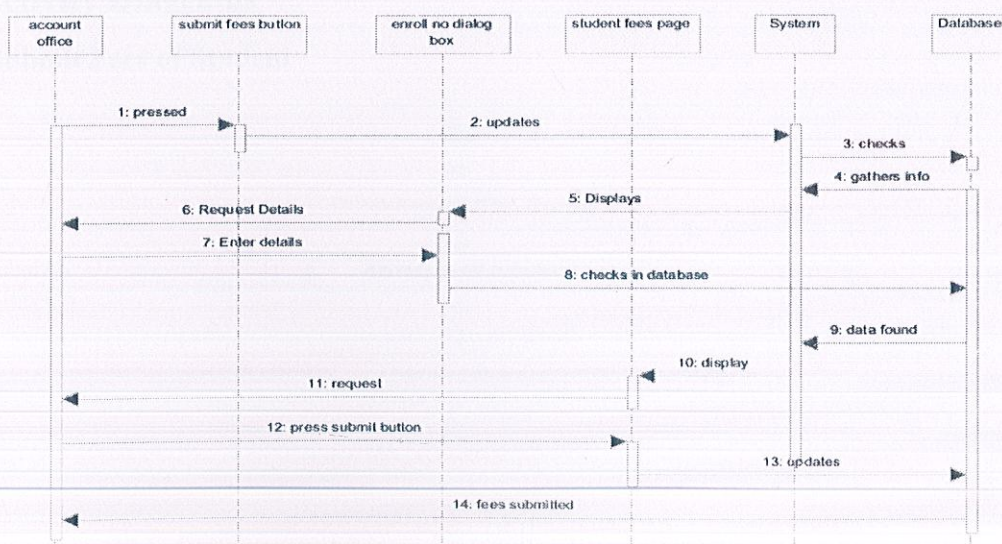 account
office
submit fees button
enroll no dialog
box
student fees page
System
Database
1: pressed
2: updates
3: checks
4: gathers info
5: Displays
6: Request Details
7: Enter details
8: checks in database
9: data found
10: display
11: request
12: press submit button
13: updates
14: fees submitted